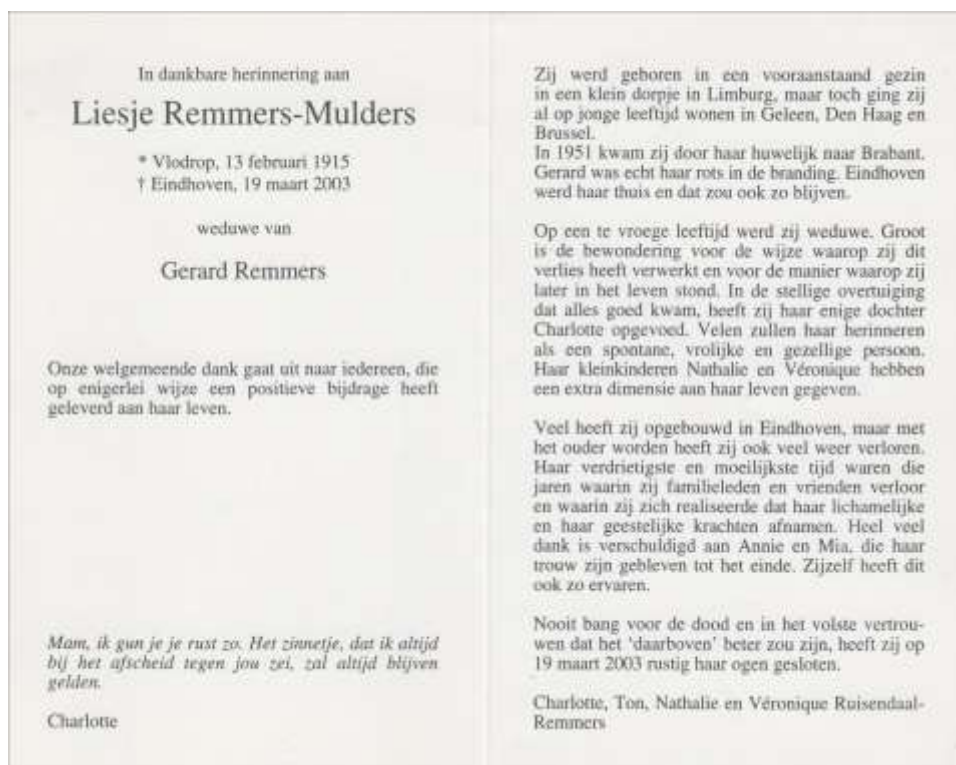 In dankbare herinnering aan
Liesje Remmers-Mulders
* Vlodrop, 13 februari 1915
† Eindhoven, 19 maart 2003
weduwe van
Gerard Remmers
Onze welgemeende dank gaat uit naar iedereen, die
op enigerlei wijze een positieve bijdrage heeft
geleverd aan haar leven.
Mam, ik gun je je rust zo. Het zinnetje, dat ik altijd
bij het afscheid tegen jou zei, zal altijd blijven
gelden.
Charlotte
Zij werd geboren in een vooraanstaand gezin
in een klein dorpje in Limburg, maar toch ging zij
al op jonge leeftijd wonen in Geleen, Den Haag en
Brussel.
In 1951 kwam zij door haar huwelijk naar Brabant.
Gerard was echt haar rots in de branding. Eindhoven
werd haar thuis en dat zou ook zo blijven.
Op een te vroege leeftijd werd zij weduwe. Groot
is de bewondering voor de wijze waarop zij dit
verlies heeft verwerkt en voor de manier waarop zij
later in het leven stond. In de stellige overtuiging
dat alles goed kwam, heeft zij haar enige dochter
Charlotte opgevoed. Velen zullen haar herinneren
als een spontane, vrolijke en gezellige persoon.
Haar kleinkinderen Nathalie en Véronique hebben
een extra dimensie aan haar leven gegeven.
Veel heeft zij opgebouwd in Eindhoven, maar met
het ouder worden heeft zij ook veel weer verloren.
Haar verdrietigste en moeilijkste tijd waren die
jaren waarin zij familieleden en vrienden verloor
en waarin zij zich realiseerde dat haar lichamelijke
en haar geestelijke krachten afnamen. Heel veel
dank is verschuldigd aan Annie en Mia, die haar
trouw zijn gebleven tot het einde. Zijzelf heeft dit
ook zo ervaren.
Nooit bang voor de dood en in het volste vertrou-
wen dat het 'daarboven' beter zou zijn, heeft zij op
19 maart 2003 rustig haar ogen gesloten.
Charlotte, Ton, Nathalie en Véronique Ruisendaal-
Remmers